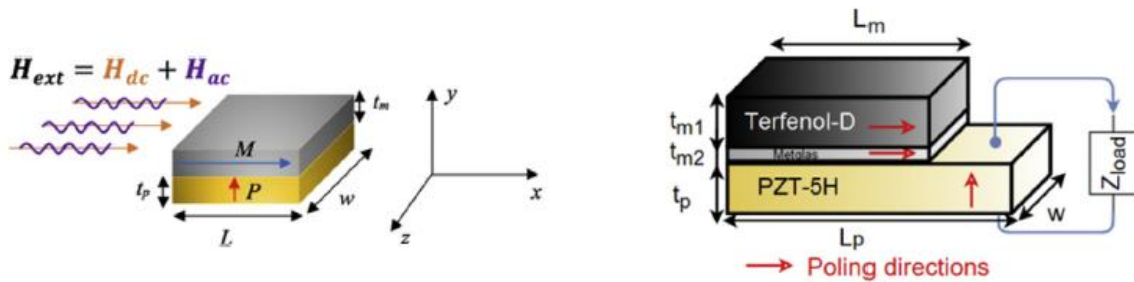 H_ext = H_dc + H_ac
M
P
t_m
t_p
L
w
y
x
z
L_m
t_m1
t_m2
t_p
Terfenol-D
Metglas
PZT-5H
L_p
w
Z_load
Poling directions